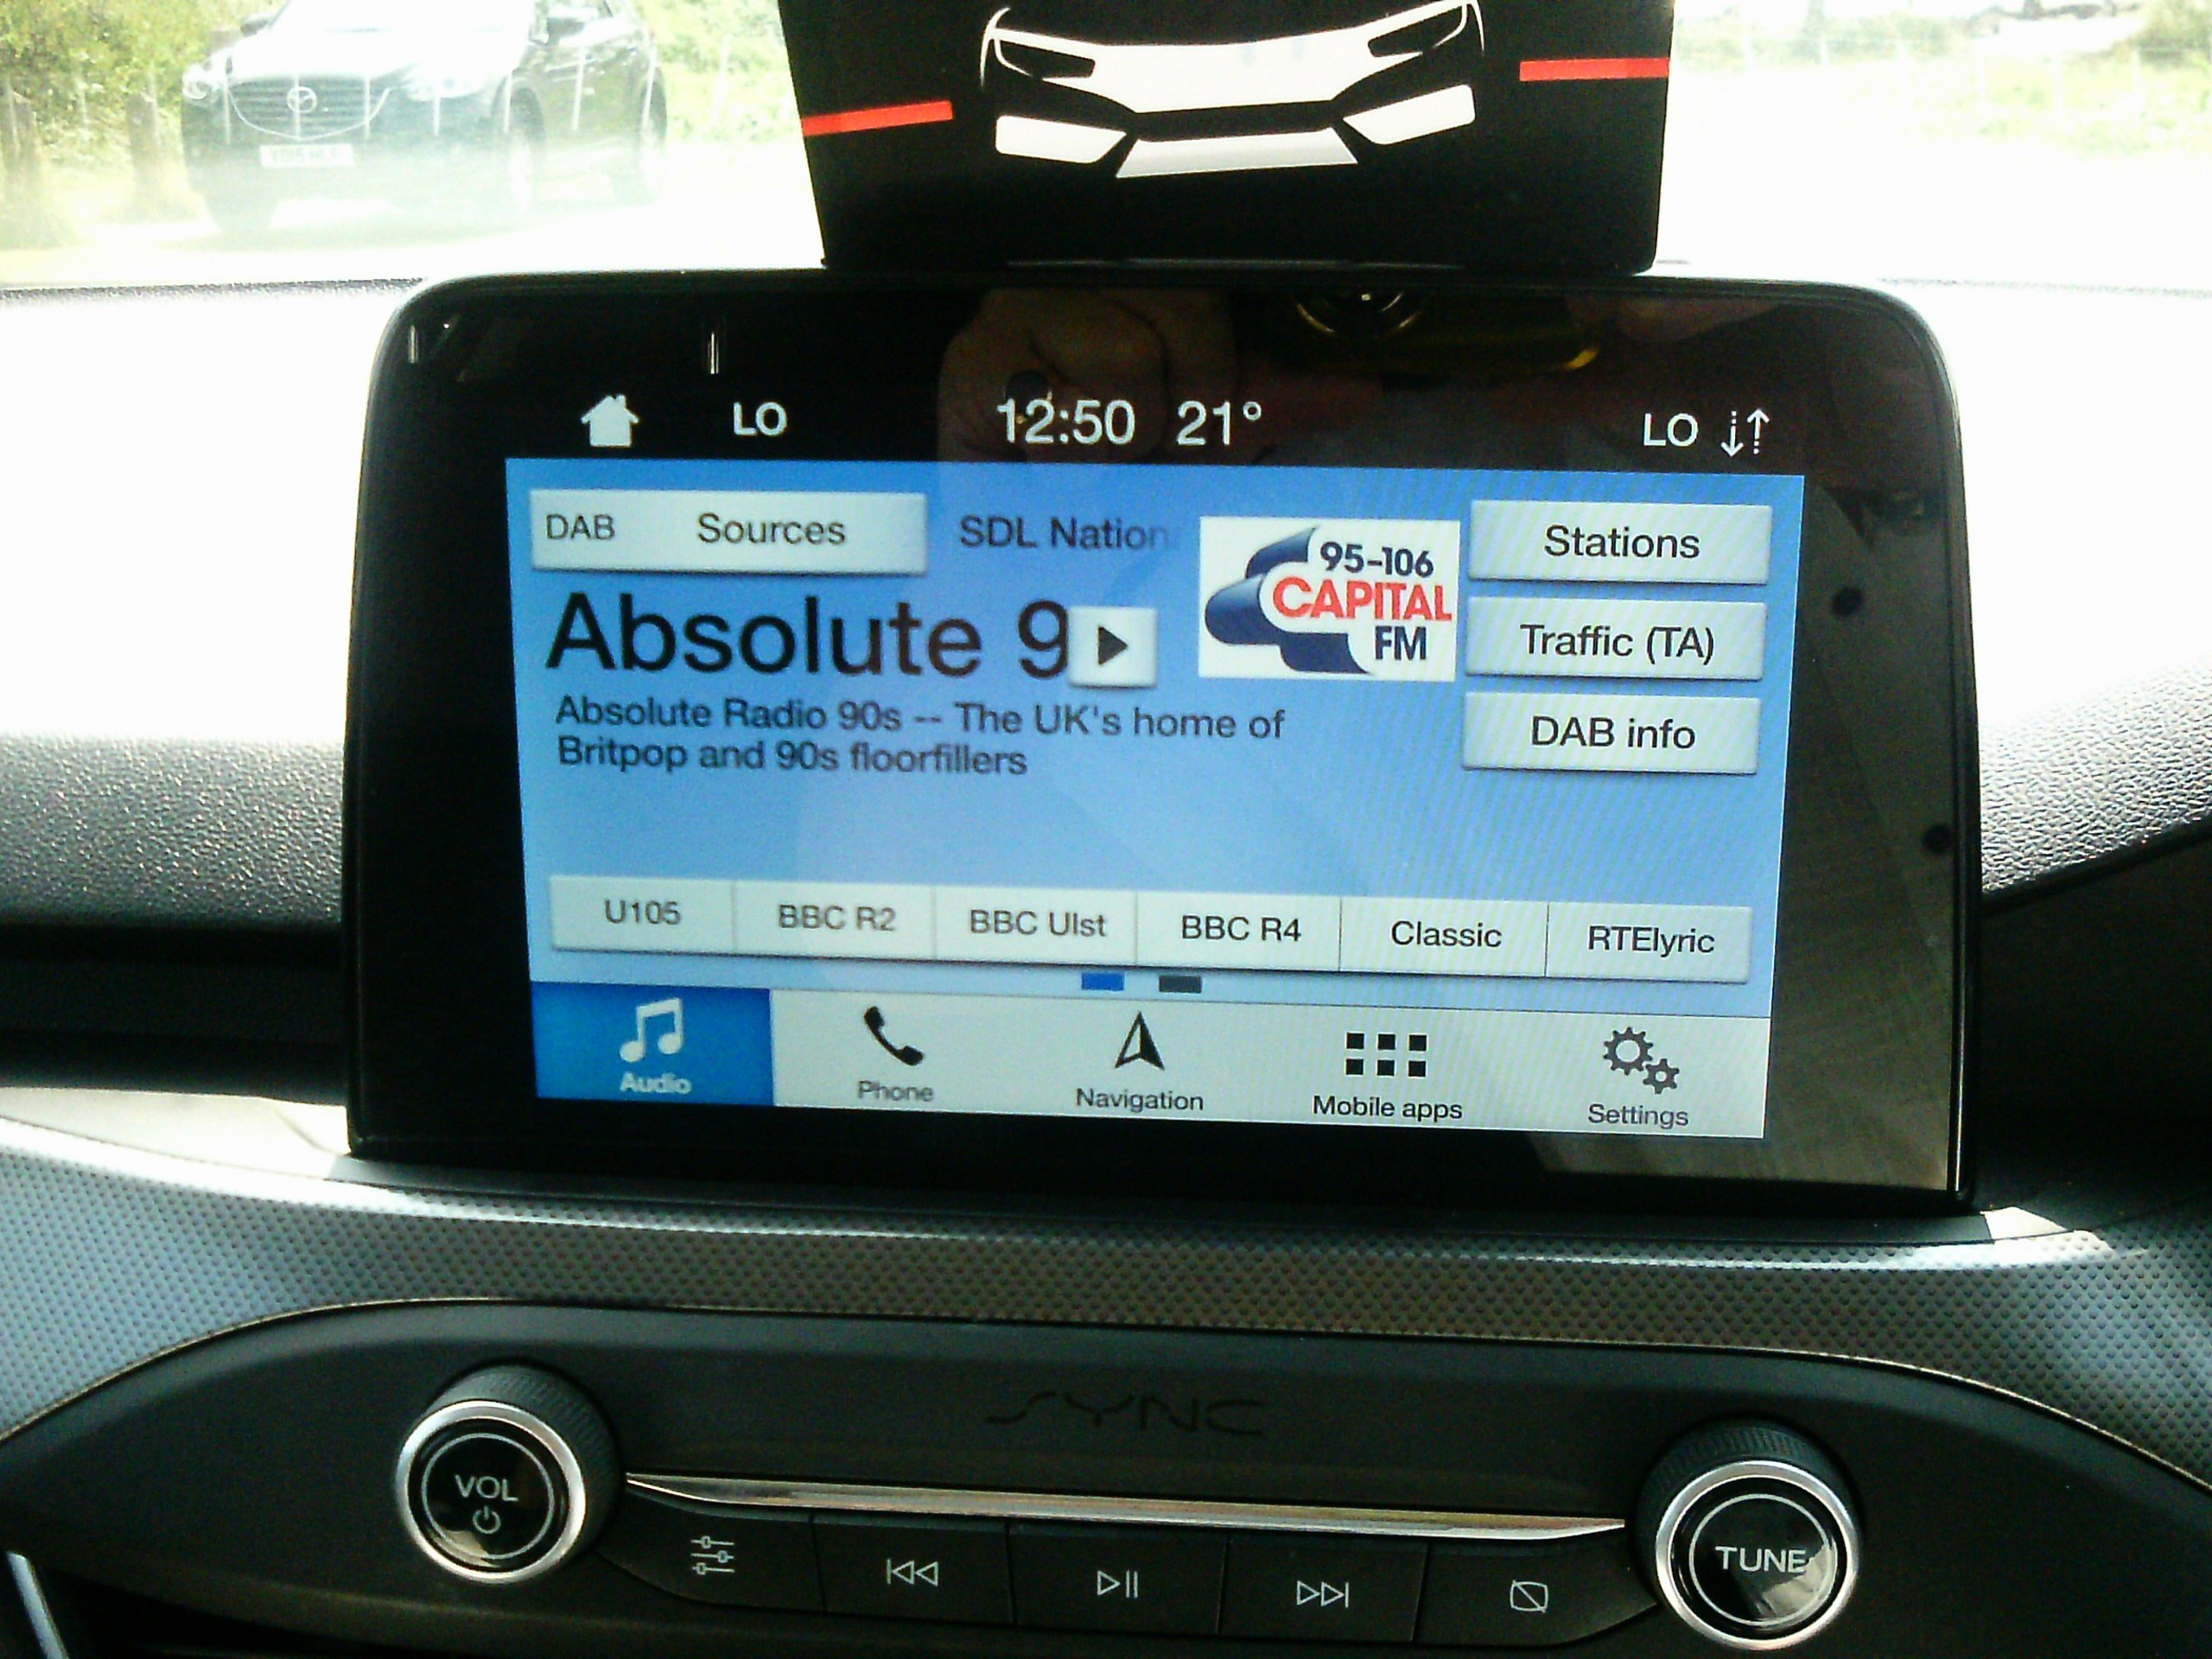 LO 12:50 21° LO
DAB Sources
SDL Nation
95-106
CAPITAL
FM
Stations
Absolute 9
Traffic (TA)
Absolute Radio 90s -- The UK's home of
Britpop and 90s floorfillers
DAB info
U105 BBC R2 BBC Ulst BBC R4 Classic RTElyric
Audio Phone Navigation Mobile apps Settings
SYNC
VOL
TUNE